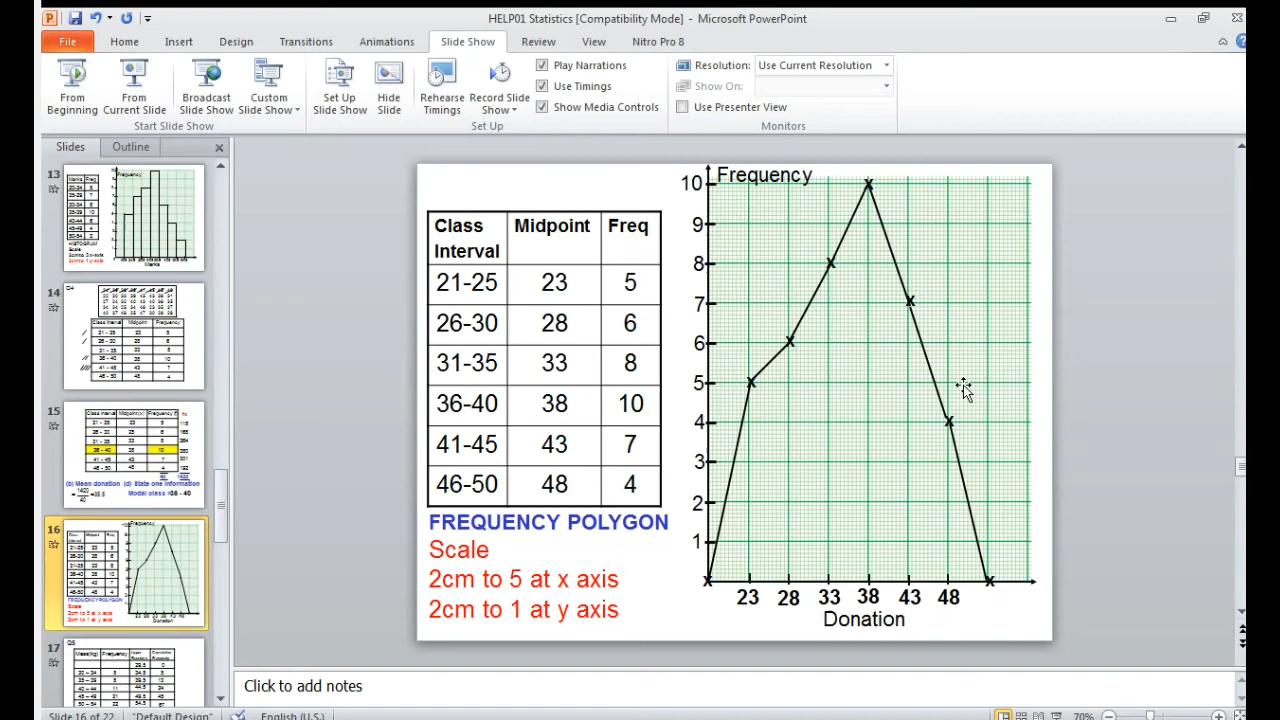 HELP01 Statistics [Compatibility Mode] - Microsoft PowerPoint
File Home Insert Design Transitions Animations Slide Show Review View Nitro Pro 8
From Beginning
From Current Slide
Broadcast Slide Show
Custom Slide Show
Set Up Slide Show
Hide Slide
Rehearse Timings
Record Slide Show
Play Narrations
Use Timings
Show Media Controls
Resolution: Use Current Resolution
Show On:
Use Presenter View
Start Slide Show
Set Up
Monitors
Slides Outline
13
14
15
16
17
Class Interval Midpoint Freq
21-25 23 5
26-30 28 6
31-35 33 8
36-40 38 10
41-45 43 7
46-50 48 4
FREQUENCY POLYGON
Scale
2cm to 5 at x axis
2cm to 1 at y axis
Frequency
10
9
8
7
6
5
4
3
2
1
23 28 33 38 43 48
Donation
Click to add notes
Slide 16 of 22 "Default Design" English (U.S.) 70%